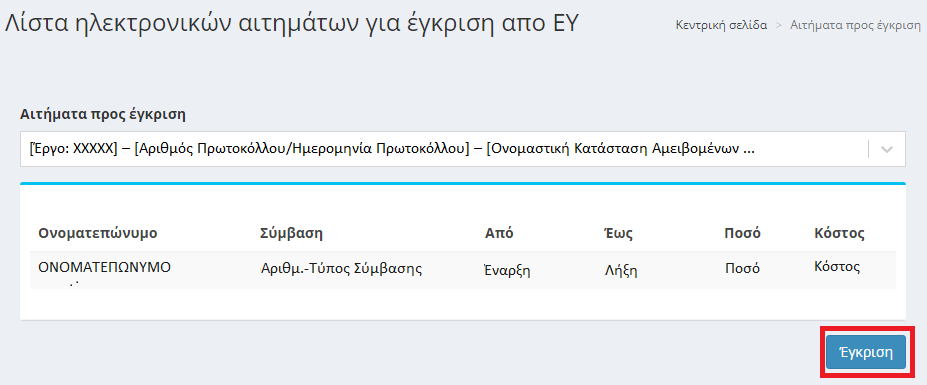 Λίστα ηλεκτρονικών αιτημάτων για έγκριση απο ΕΥ
Κεντρική σελίδα > Αιτήματα προς έγκριση
Αιτήματα προς έγκριση
[Έργο: XXXXX] – [Αριθμός Πρωτοκόλλου/Ημερομηνία Πρωτοκόλλου] – [Ονομαστική Κατάσταση Αμειβομένων ...
Ονοματεπώνυμο Σύμβαση Από Έως Ποσό Κόστος
ΟΝΟΜΑΤΕΠΩΝΥΜΟ Αριθμ.-Τύπος Σύμβασης Έναρξη Λήξη Ποσό Κόστος
Έγκριση